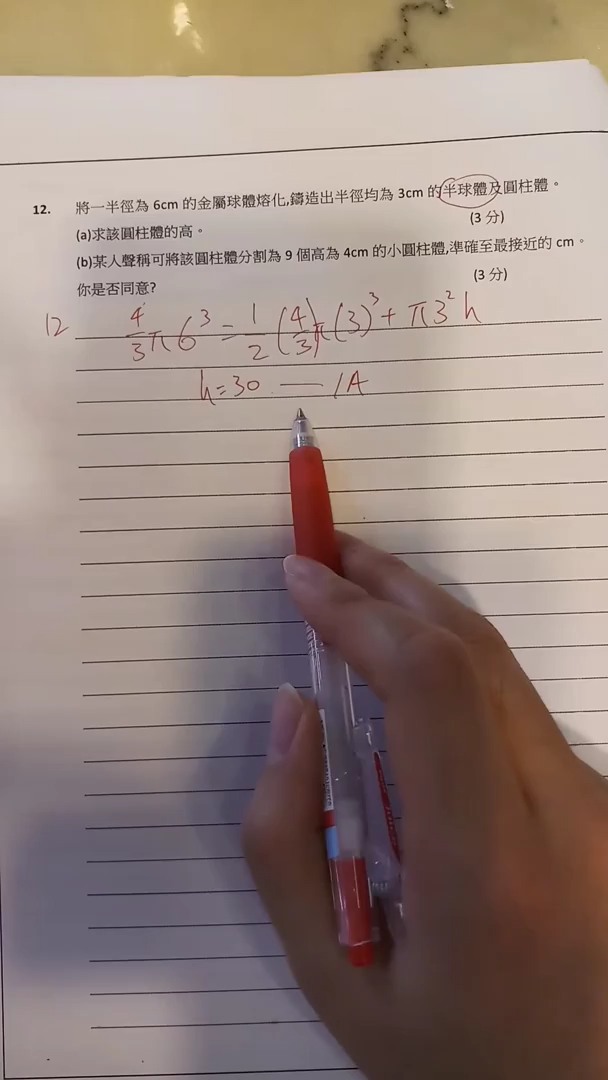 12. 將一半徑為 6cm 的金屬球體熔化,鑄造出半徑均為 3cm 的半球體及圓柱體。
(a)求該圓柱體的高。 (3 分)
(b)某人聲稱可將該圓柱體分割為 9 個高為 4cm 的小圓柱體,準確至最接近的 cm。
你是否同意? (3 分)
12 4/3 π 6³ = 1/2 (4/3)π(3)³ + π3²h
h=30 — 1A